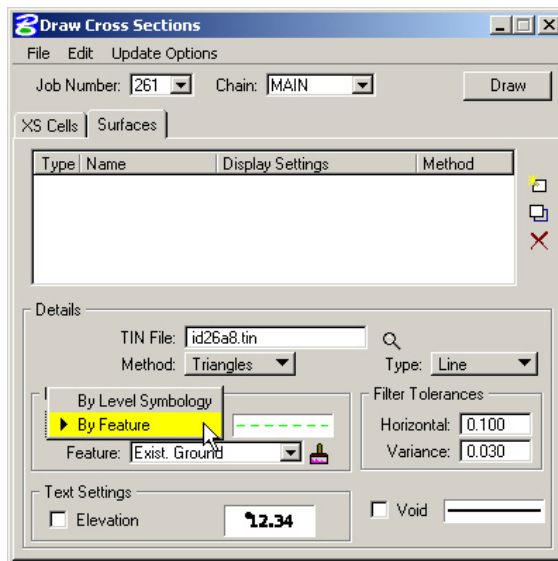 Draw Cross Sections
File Edit Update Options
Job Number: 261 Chain: MAIN Draw
XS Cells Surfaces
Type Name Display Settings Method
Details
TIN File: id26a8.tin
Method: Triangles Type: Line
By Level Symbology
By Feature
Filter Tolerances
Horizontal: 0.100
Feature: Exist. Ground
Variance: 0.030
Text Settings
Elevation 12.34
Void